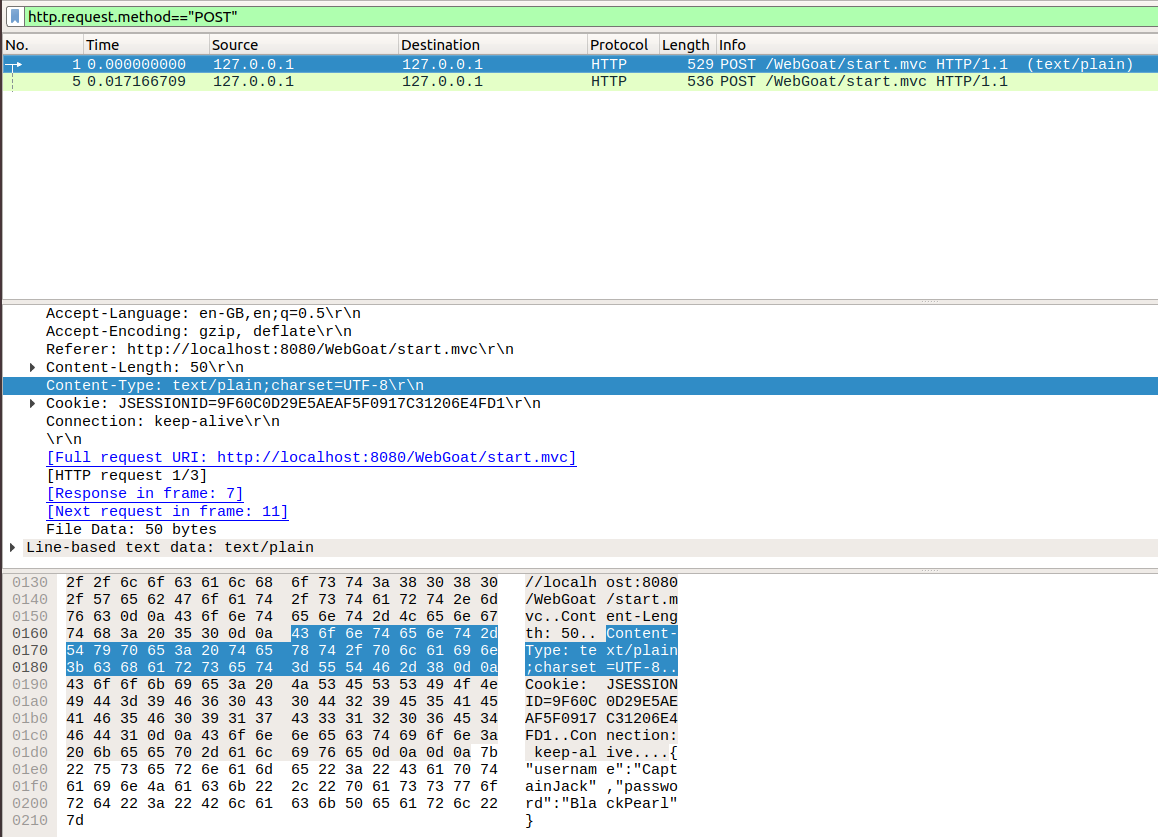 http.request.method=="POST"
No. Time Source Destination Protocol Length Info
1 0.000000000 127.0.0.1 127.0.0.1 HTTP 529 POST /WebGoat/start.mvc HTTP/1.1 (text/plain)
5 0.017166709 127.0.0.1 127.0.0.1 HTTP 536 POST /WebGoat/start.mvc HTTP/1.1
Accept-Language: en-GB,en;q=0.5\r\n
Accept-Encoding: gzip, deflate\r\n
Referer: http://localhost:8080/WebGoat/start.mvc\r\n
Content-Length: 50\r\n
Content-Type: text/plain;charset=UTF-8\r\n
Cookie: JSESSIONID=9F60C0D29E5AEAF5F0917C31206E4FD1\r\n
Connection: keep-alive\r\n
\r\n
[Full request URI: http://localhost:8080/WebGoat/start.mvc]
[HTTP request 1/3]
[Response in frame: 7]
[Next request in frame: 11]
File Data: 50 bytes
Line-based text data: text/plain
0130 2f 2f 6c 6f 63 61 6c 68 6f 73 74 3a 38 30 38 30 //localh ost:8080
0140 2f 57 65 62 47 6f 61 74 2f 73 74 61 72 74 2e 6d /WebGoat /start.m
0150 76 63 0d 0a 43 6f 6e 74 65 6e 74 2d 4c 65 6e 67 vc..Cont ent-Leng
0160 74 68 3a 20 35 30 0d 0a 43 6f 6e 74 65 6e 74 2d th: 50.. Content-
0170 54 79 70 65 3a 20 74 65 78 74 2f 70 6c 61 69 6e Type: te xt/plain
0180 3b 63 68 61 72 73 65 74 3d 55 54 46 2d 38 0d 0a ;charset =UTF-8..
0190 43 6f 6f 6b 69 65 3a 20 4a 53 45 53 53 49 4f 4e Cookie: JSESSION
01a0 49 44 3d 39 46 36 30 43 30 44 32 39 45 35 41 45 ID=9F60C 0D29E5AE
01b0 41 46 35 46 30 39 31 37 43 33 31 32 30 36 45 34 AF5F0917 C31206E4
01c0 46 44 31 0d 0a 43 6f 6e 6e 65 63 74 69 6f 6e 3a FD1..Con nection:
01d0 20 6b 65 65 70 2d 61 6c 69 76 65 0d 0a 0d 0a 7b keep-al ive....{
01e0 22 75 73 65 72 6e 61 6d 65 22 3a 22 43 61 70 74 "usernam e":"Capt
01f0 61 69 6e 4a 61 63 6b 22 2c 22 70 61 73 73 77 6f ainJack" ,"passwo
0200 72 64 22 3a 22 42 6c 61 63 6b 50 65 61 72 6c 22 rd":"Bla ckPearl"
0210 7d }